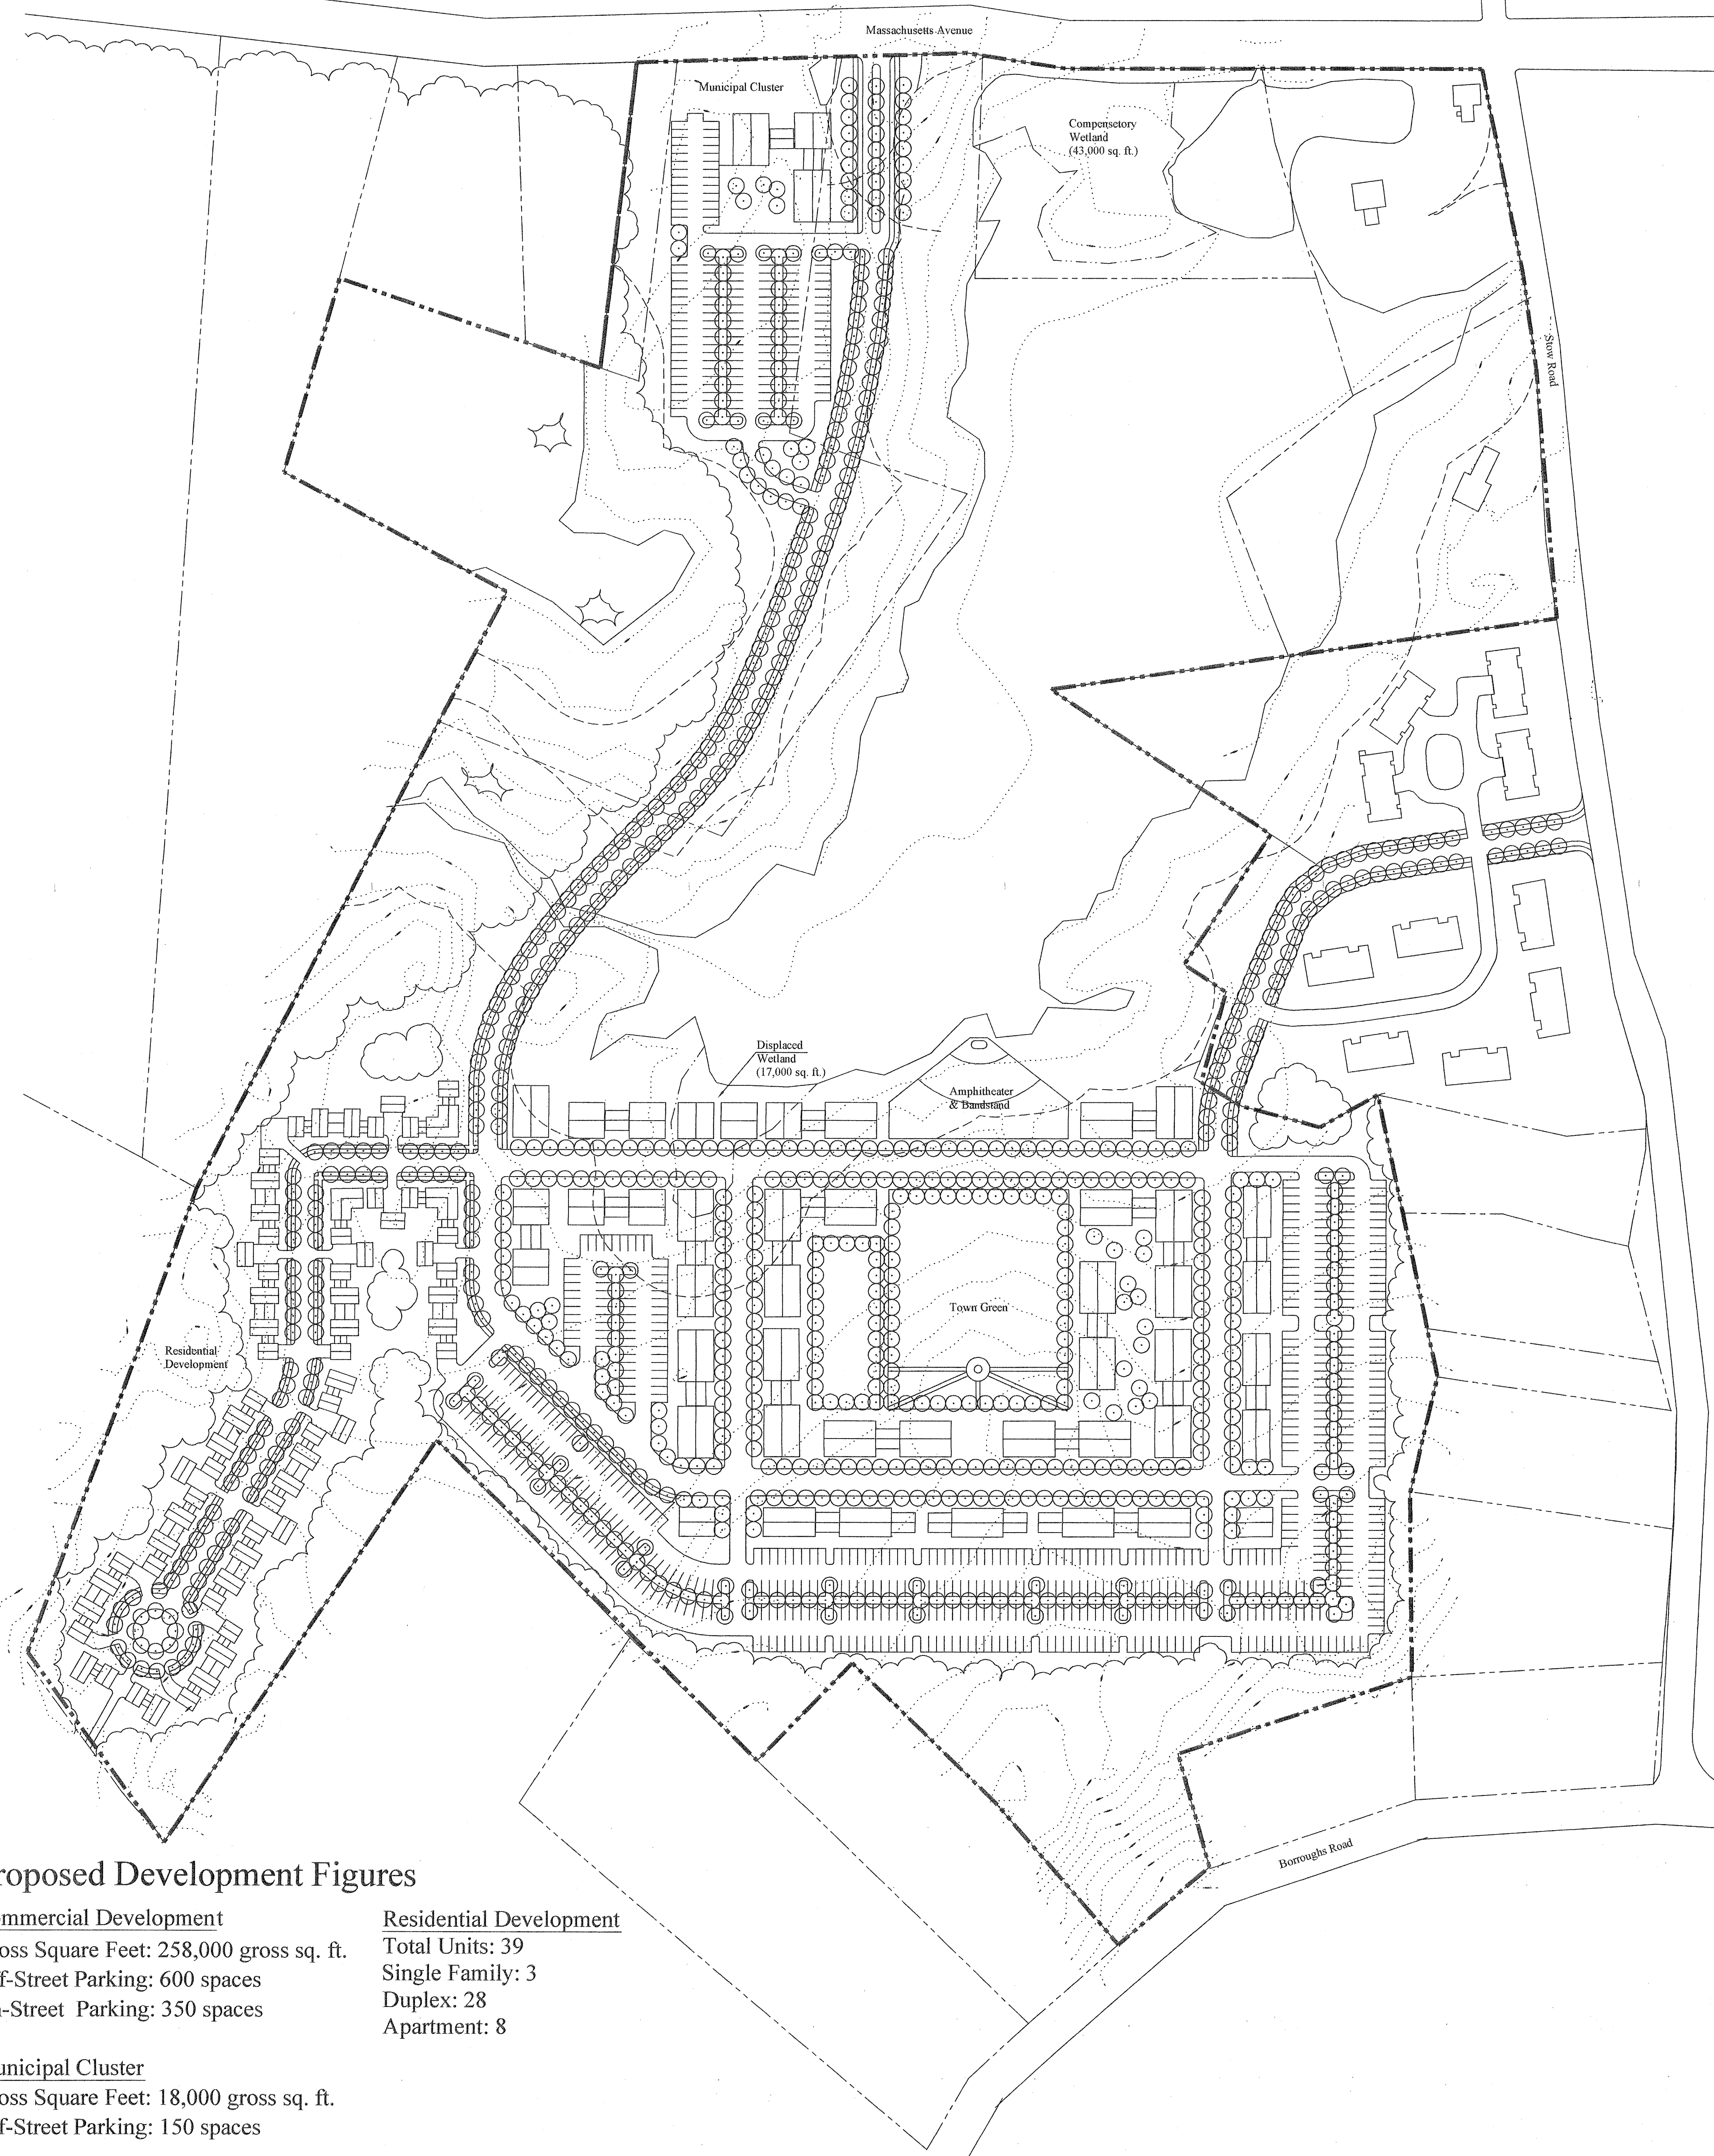 Massachusetts Avenue
Municipal Cluster
Compensetory
Wetland
(43,000 sq. ft.)
Stow Road
Displaced
Wetland
(17,000 sq. ft.)
Amphitheater
& Bandstand
Town Green
Residential
Development
Borroughs Road
roposed Development Figures
mmercial Development
oss Square Feet: 258,000 gross sq. ft.
f-Street Parking: 600 spaces
-Street Parking: 350 spaces
unicipal Cluster
oss Square Feet: 18,000 gross sq. ft.
f-Street Parking: 150 spaces
Residential Development
Total Units: 39
Single Family: 3
Duplex: 28
Apartment: 8